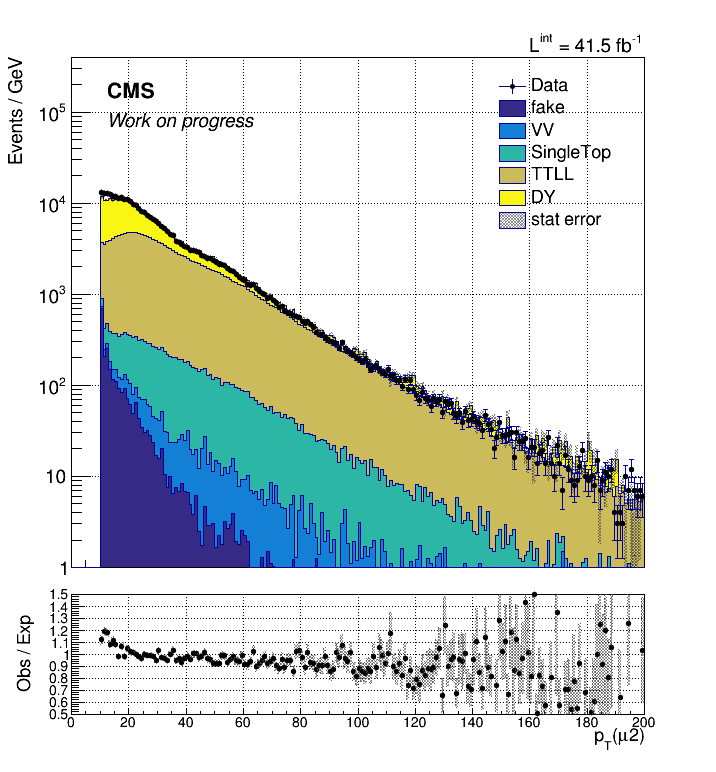 L^int = 41.5 fb^-1
Events / GeV
CMS
Work on progress
Data
fake
VV
SingleTop
TTLL
DY
stat error
10^5
10^4
10^3
10^2
10
1
Obs / Exp
1.5
1.4
1.3
1.2
1.1
1
0.9
0.8
0.7
0.6
0.5
0 20 40 60 80 100 120 140 160 180 200
p_T(μ2)